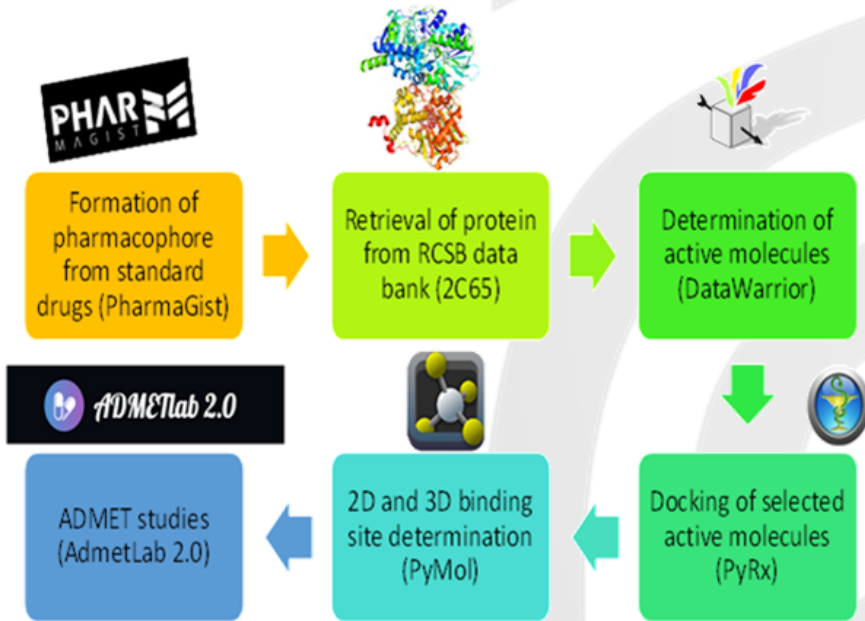 PHARM
MAGIST
Formation of
pharmacophore
from standard
drugs (PharmaGist)
Retrieval of protein
from RCSB data
bank (2C65)
Determination of
active molecules
(DataWarrior)
Docking of selected
active molecules
(PyRx)
2D and 3D binding
site determination
(PyMol)
ADMETlab 2.0
ADMET studies
(AdmetLab 2.0)